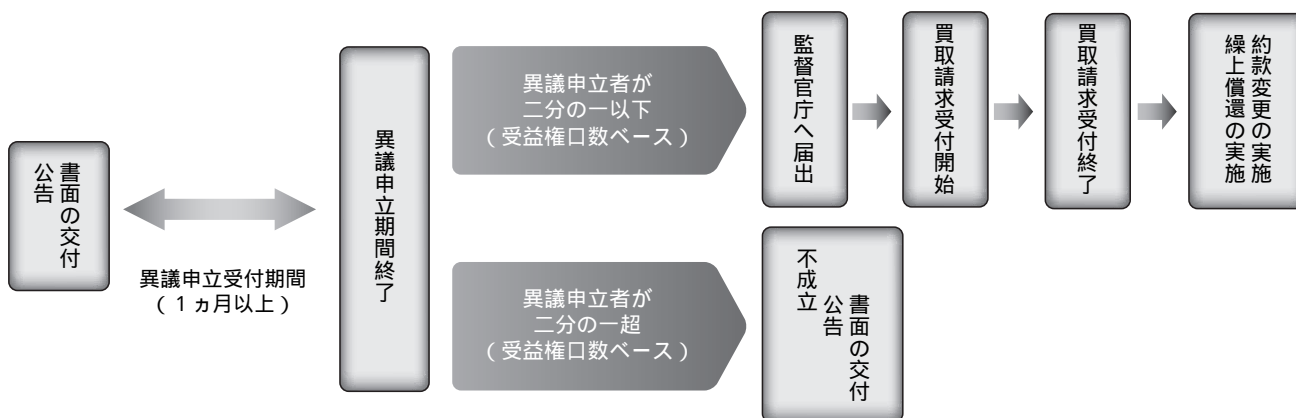 書面の交付
公告
異議申立受付期間
（１ヵ月以上）
異議申立期間終了
異議申立者が
二分の一以下
（受益権口数ベース）
監督官庁へ届出
買取請求受付開始
買取請求受付終了
約款変更の実施
繰上償還の実施
異議申立者が
二分の一超
（受益権口数ベース）
書面の交付
公告
不成立